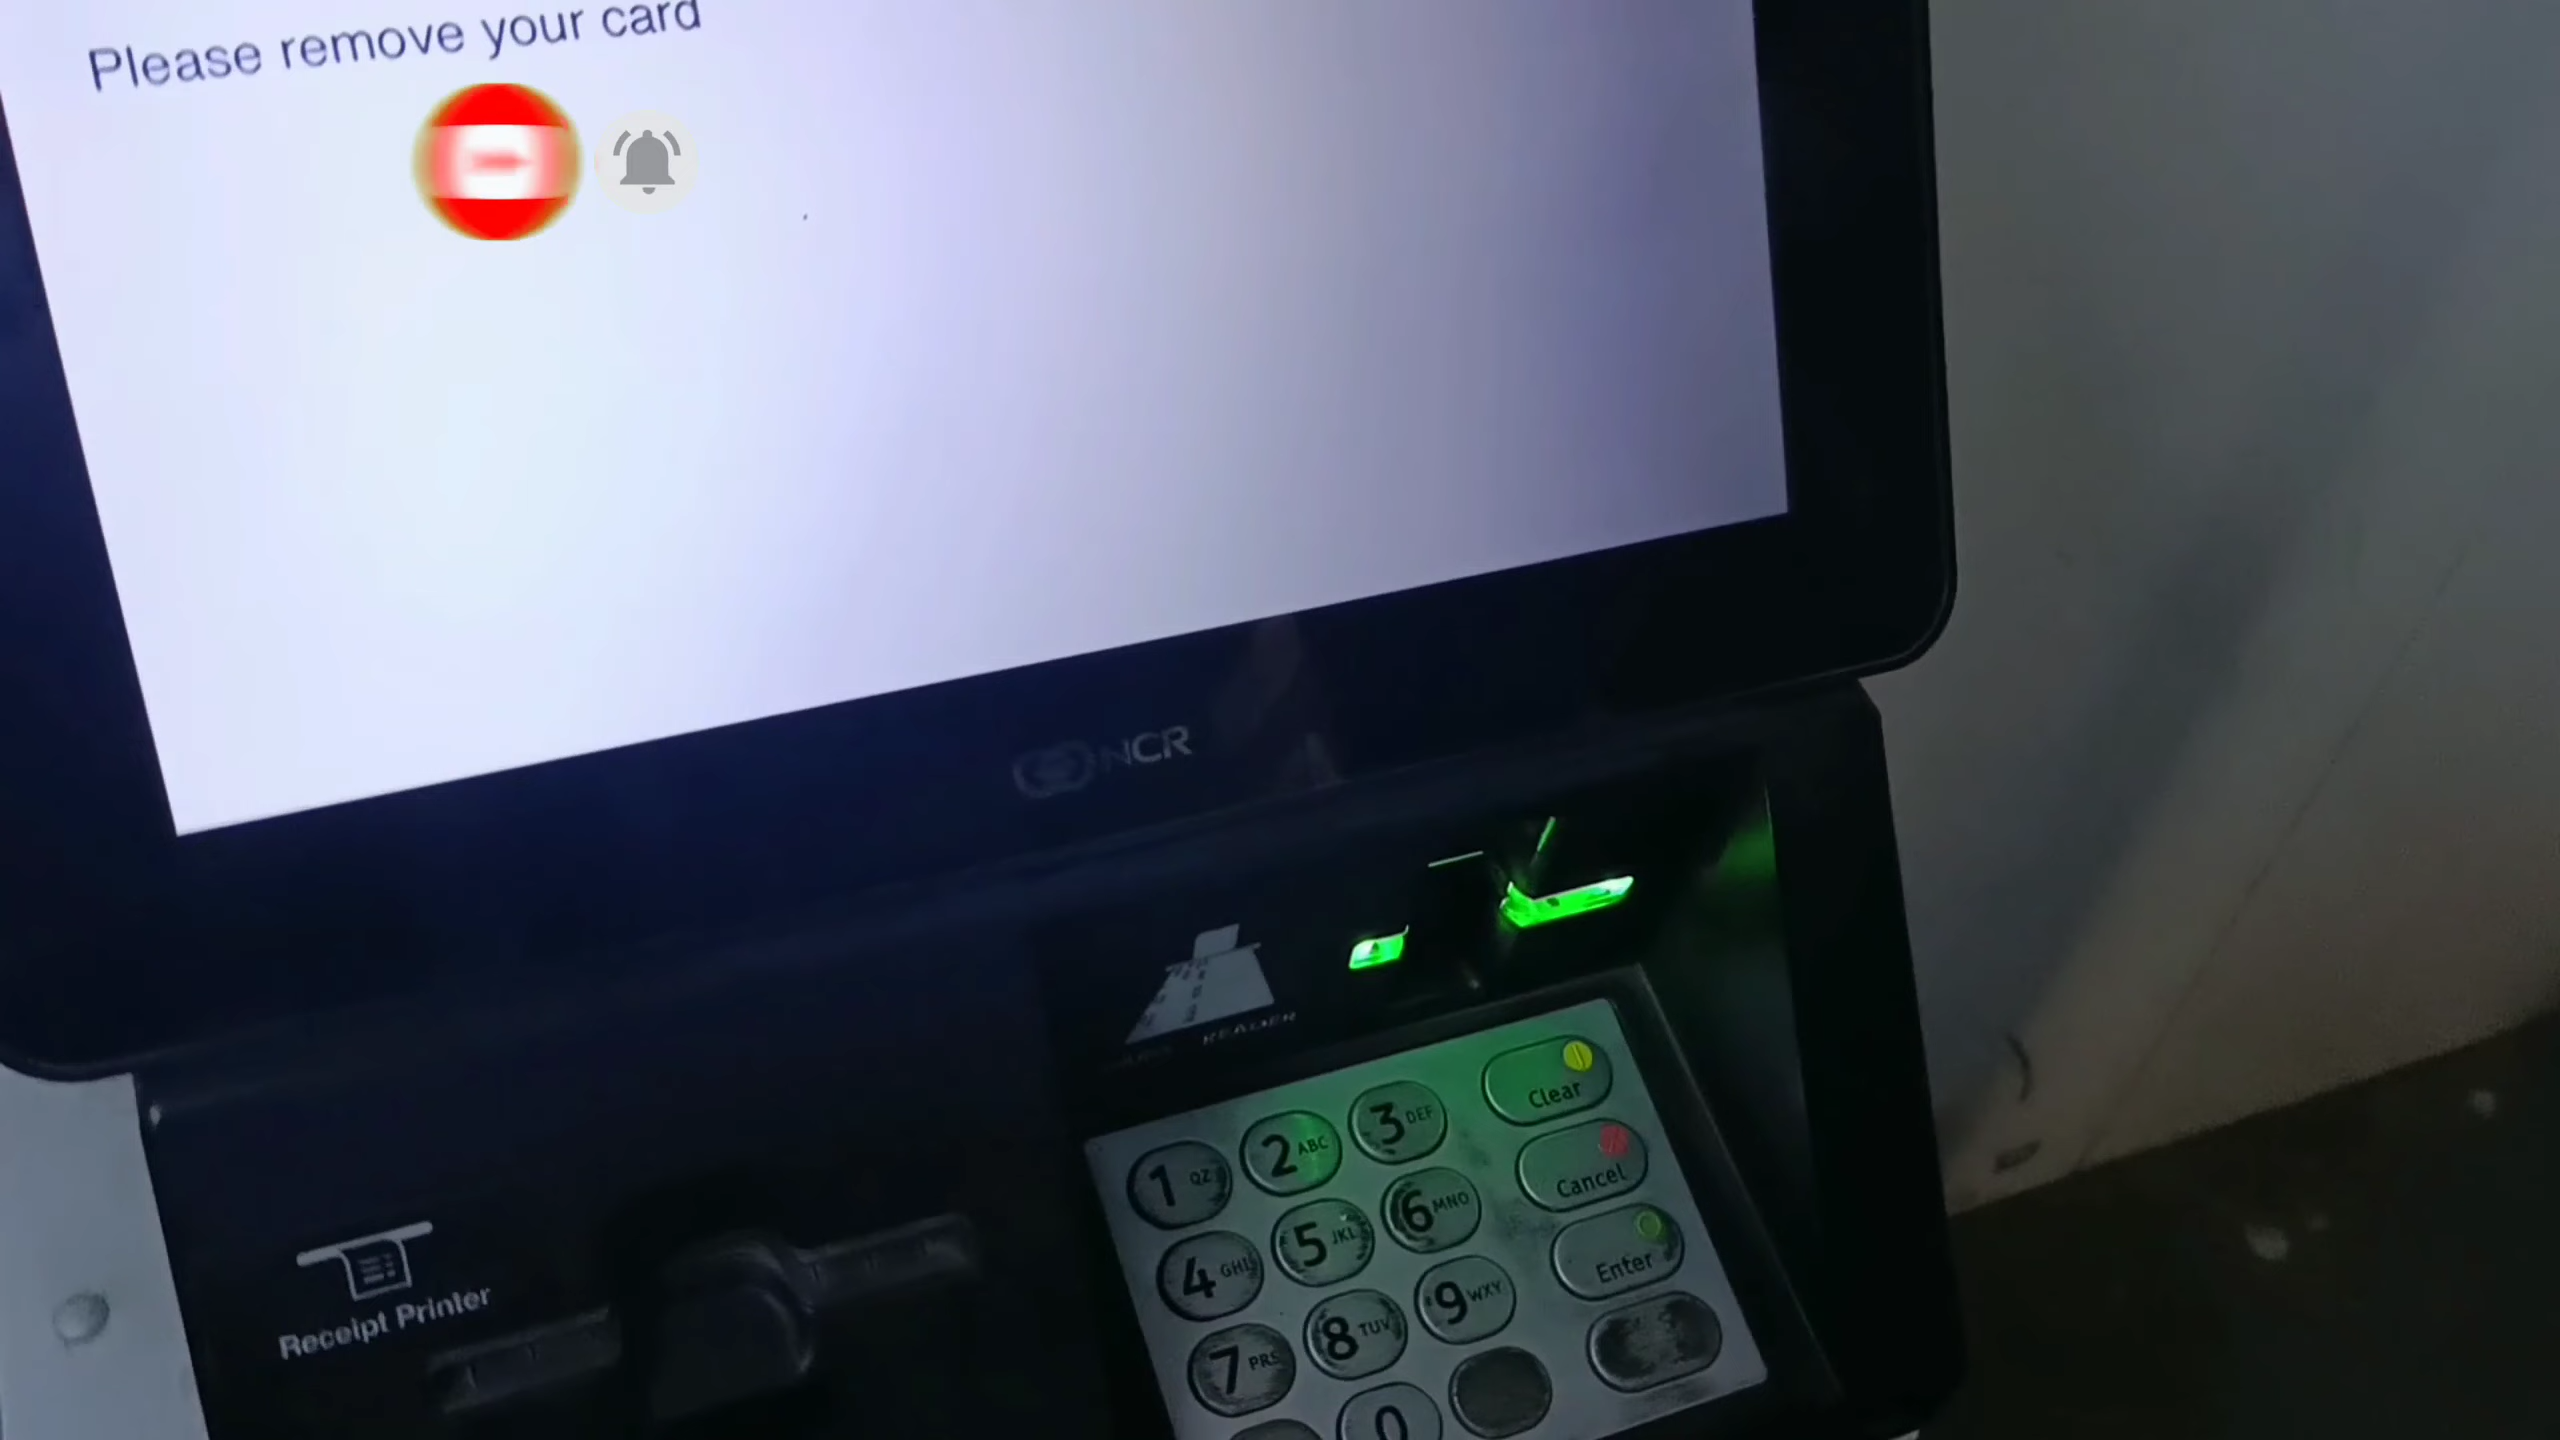 Please remove your card
NCR
READER
1 QZ 2 ABC 3 DEF Clear
4 GHI 5 JKL 6 MNO Cancel
7 PRS 8 TUV 9 WXY Enter
0
Receipt Printer